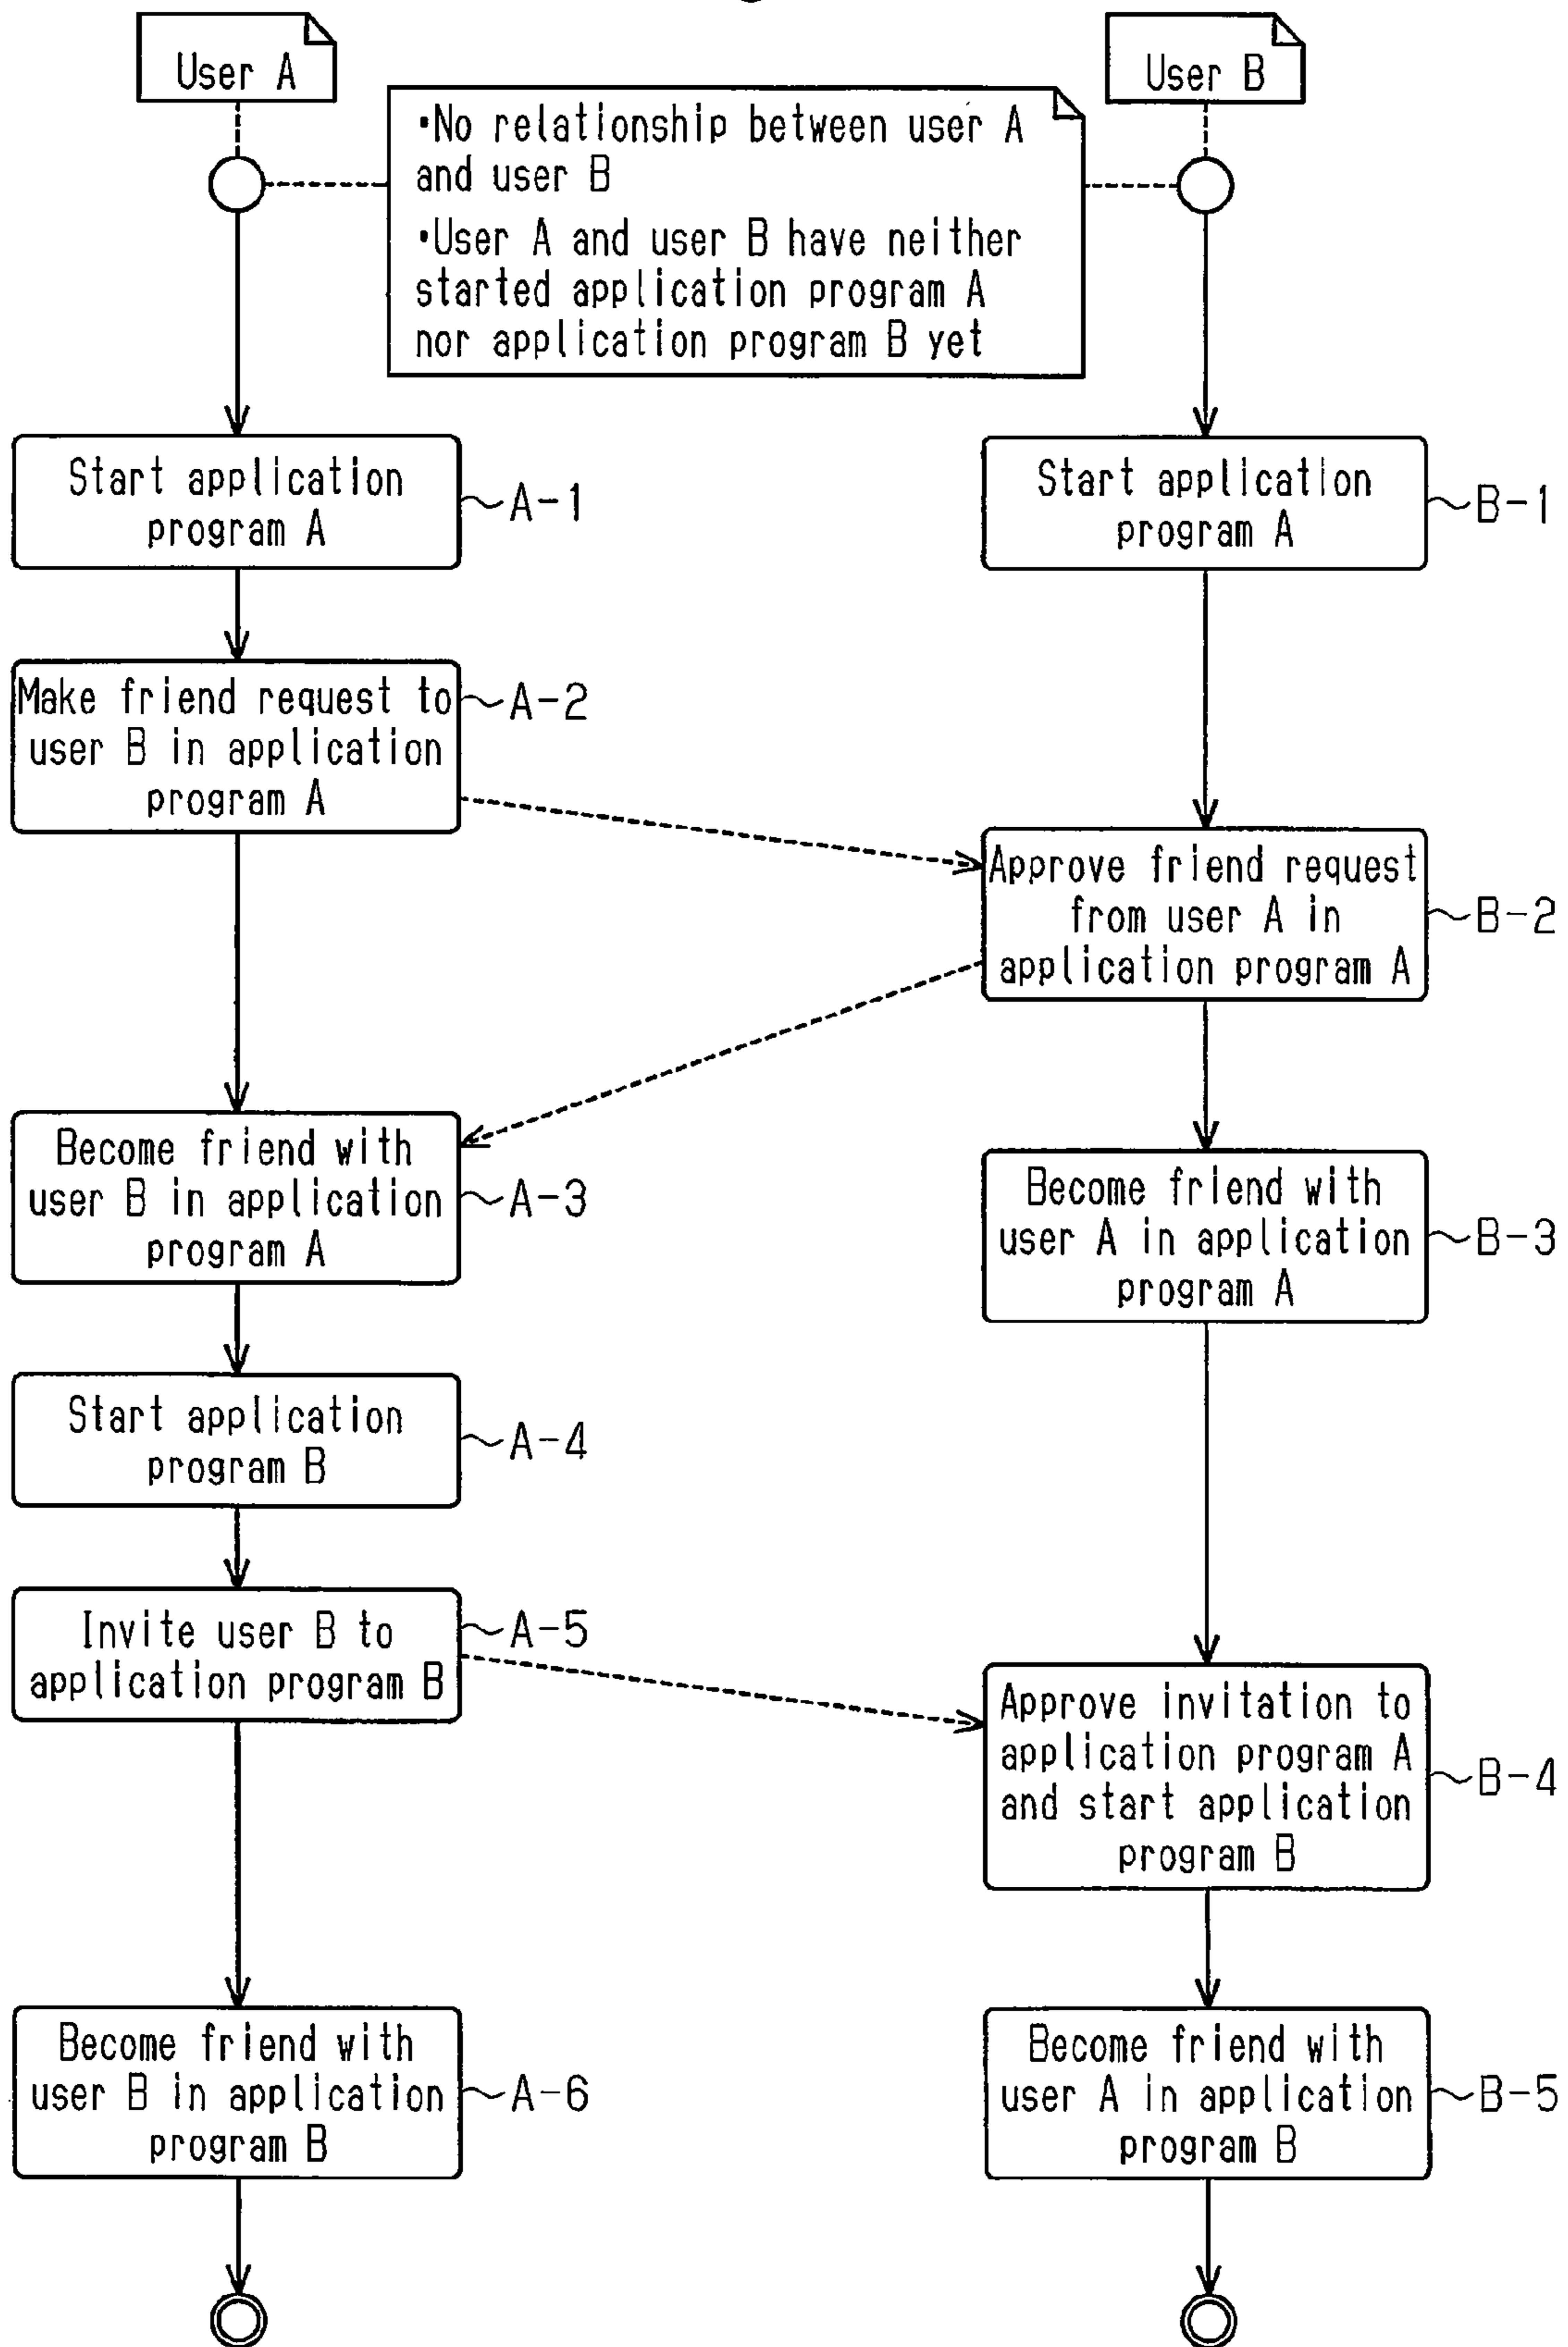 User A
User B
•No relationship between user A
and user B
•User A and user B have neither
started application program A
nor application program B yet
Start application
program A
A-1
Start application
program A
B-1
Make friend request to
user B in application
program A
A-2
Approve friend request
from user A in
application program A
B-2
Become friend with
user B in application
program A
A-3
Become friend with
user A in application
program A
B-3
Start application
program B
A-4
Invite user B to
application program B
A-5
Approve invitation to
application program A
and start application
program B
B-4
Become friend with
user B in application
program B
A-6
Become friend with
user A in application
program B
B-5